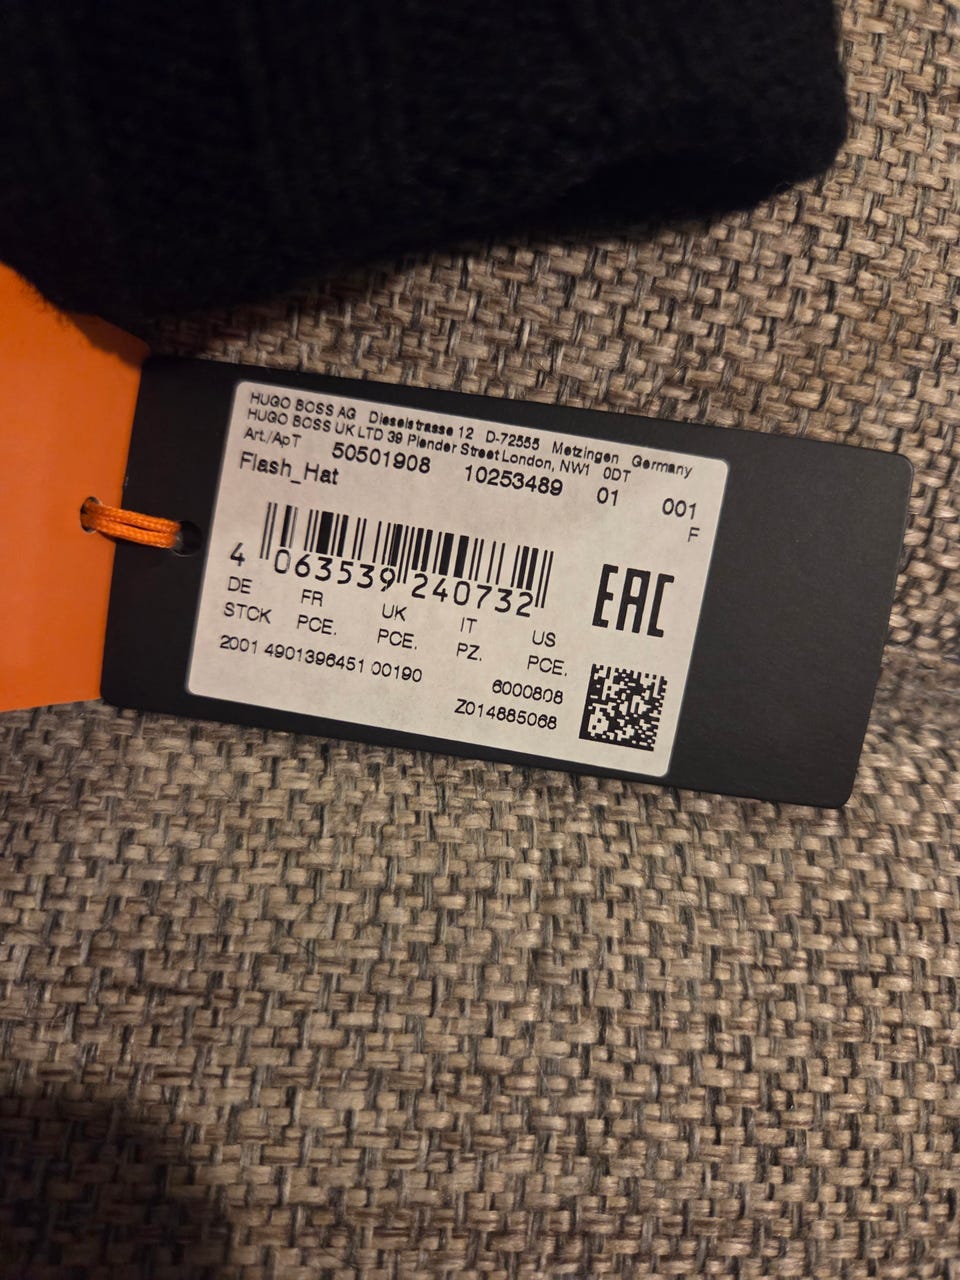 HUGO BOSS AG Dieselstrasse 12 D-72555 Metzingen Germany
HUGO BOSS UK LTD 39 Plender Street London, NW1 0DT
Art./ApT 50501908 10253489 01 001
Flash_Hat F
4 063539 240732
EAC
DE FR UK IT US
STCK PCE. PCE. PZ. PCE.
2001 4901396451 00190 6000808
Z014885068